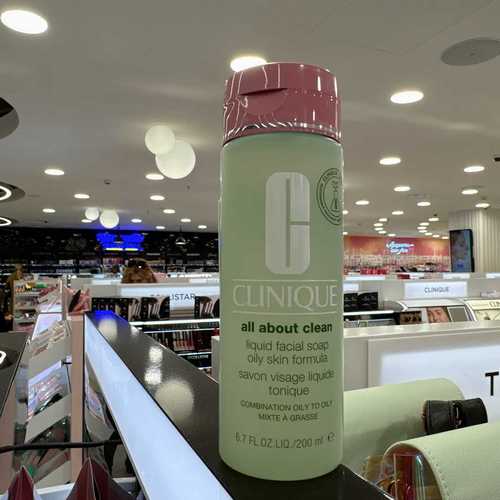 CLINIQUE
all about clean
liquid facial soap
oily skin formula
savon visage liquide
tonique
COMBINATION OILY TO OILY
MIXTE À GRASSE
6.7 FL.OZ.LIQ./200 ml ℮
CLINIQUE